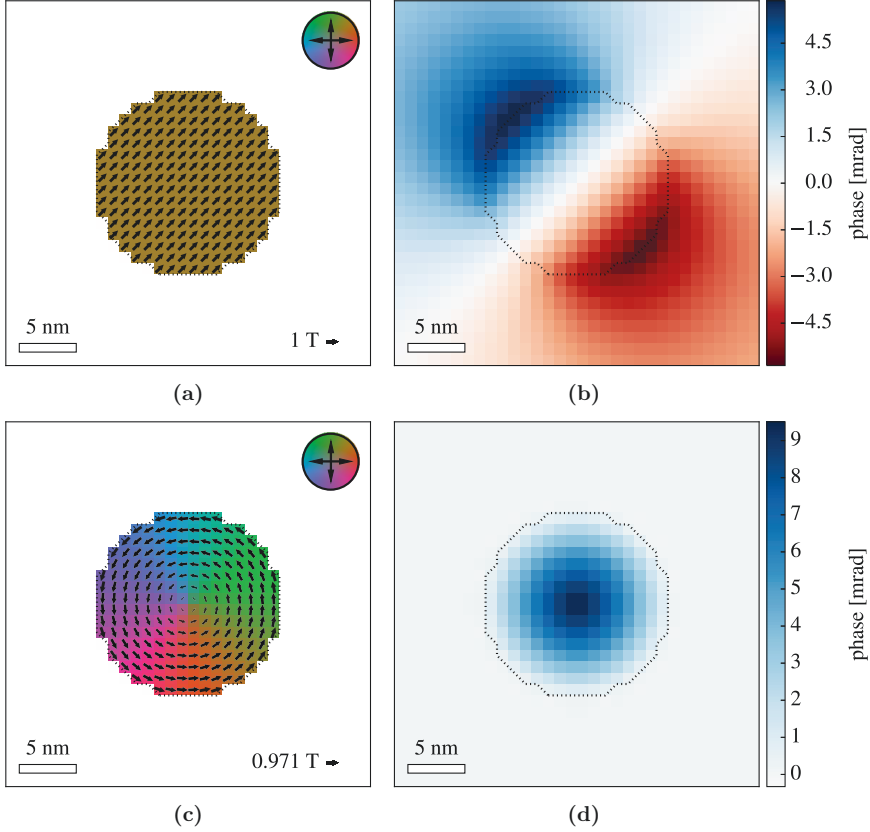 5 nm
1 T
(a)
5 nm
(b)
4.5
3.0
1.5
0.0
−1.5
−3.0
−4.5
phase [mrad]
5 nm
0.971 T
(c)
5 nm
(d)
9
8
7
6
5
4
3
2
1
0
phase [mrad]